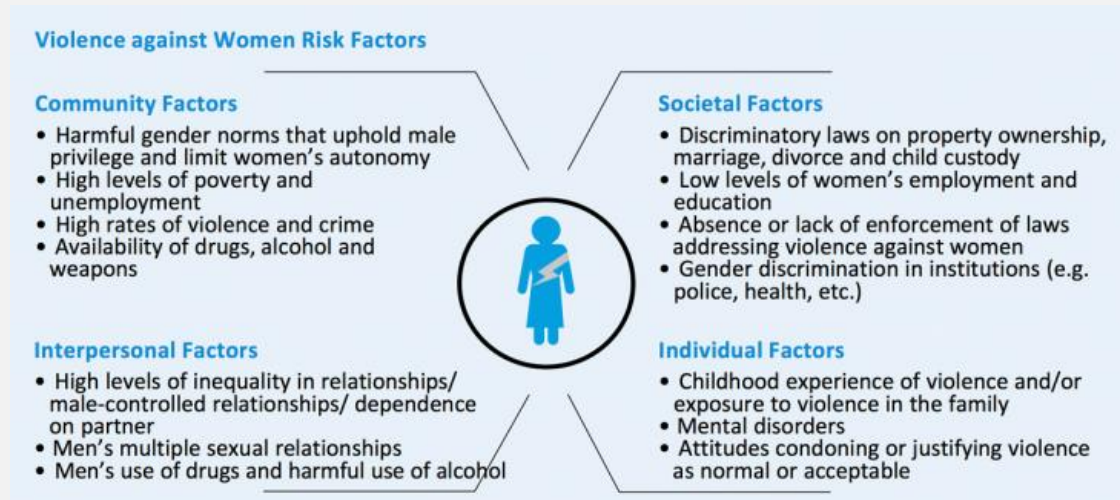 Violence against Women Risk Factors
Community Factors
• Harmful gender norms that uphold male
privilege and limit women’s autonomy
• High levels of poverty and
unemployment
• High rates of violence and crime
• Availability of drugs, alcohol and
weapons
Societal Factors
• Discriminatory laws on property ownership,
marriage, divorce and child custody
• Low levels of women’s employment and
education
• Absence or lack of enforcement of laws
addressing violence against women
• Gender discrimination in institutions (e.g.
police, health, etc.)
Interpersonal Factors
• High levels of inequality in relationships/
male-controlled relationships/ dependence
on partner
• Men’s multiple sexual relationships
• Men’s use of drugs and harmful use of alcohol
Individual Factors
• Childhood experience of violence and/or
exposure to violence in the family
• Mental disorders
• Attitudes condoning or justifying violence
as normal or acceptable